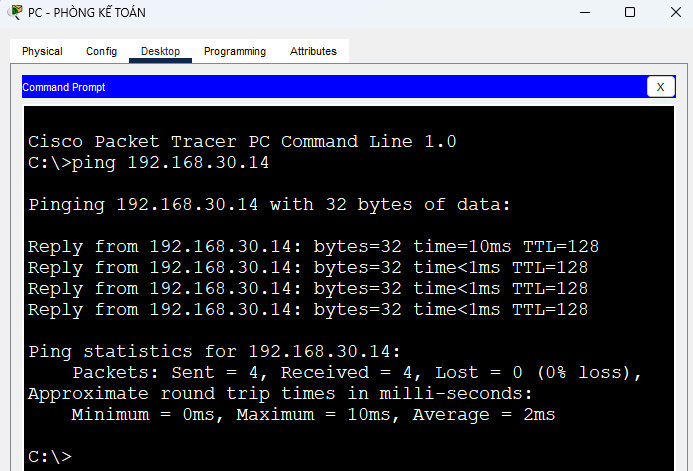 PC - PHÒNG KẾ TOÁN
Physical Config Desktop Programming Attributes
Command Prompt X
Cisco Packet Tracer PC Command Line 1.0
C:\>ping 192.168.30.14
Pinging 192.168.30.14 with 32 bytes of data:
Reply from 192.168.30.14: bytes=32 time=10ms TTL=128
Reply from 192.168.30.14: bytes=32 time<1ms TTL=128
Reply from 192.168.30.14: bytes=32 time<1ms TTL=128
Reply from 192.168.30.14: bytes=32 time<1ms TTL=128
Ping statistics for 192.168.30.14:
Packets: Sent = 4, Received = 4, Lost = 0 (0% loss),
Approximate round trip times in milli-seconds:
Minimum = 0ms, Maximum = 10ms, Average = 2ms
C:\>